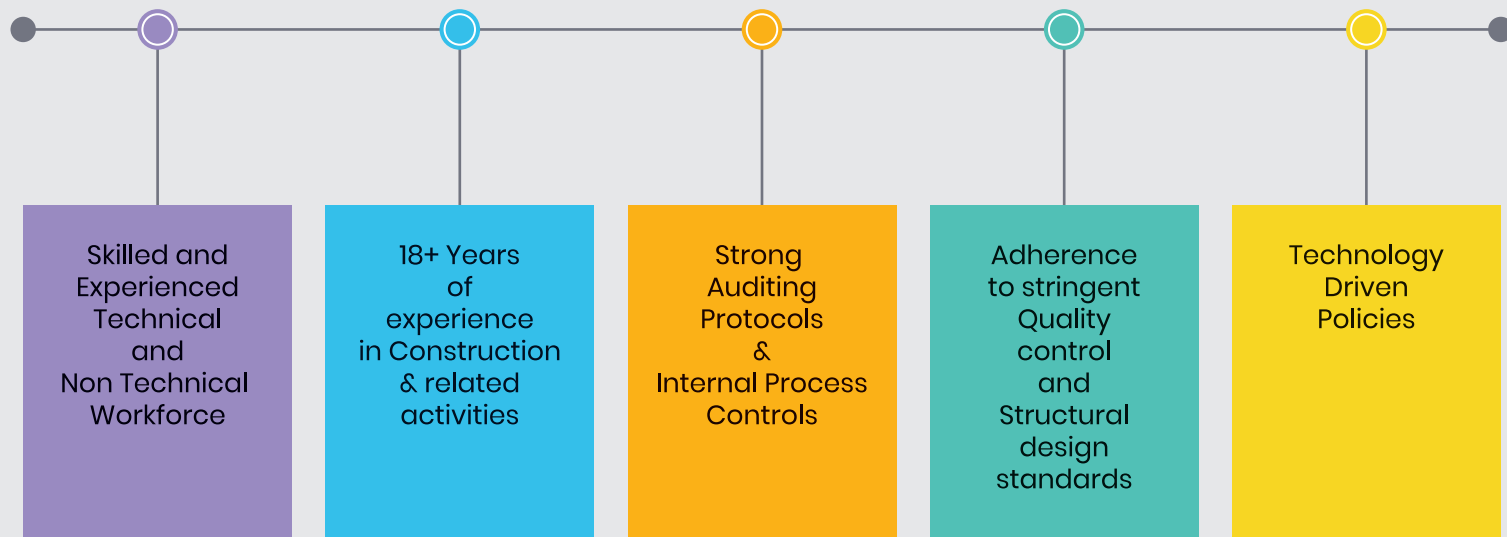 Skilled and
Experienced
Technical
and
Non Technical
Workforce
18+ Years
of
experience
in Construction
& related
activities
Strong
Auditing
Protocols
&
Internal Process
Controls
Adherence
to stringent
Quality
control
and
Structural
design
standards
Technology
Driven
Policies